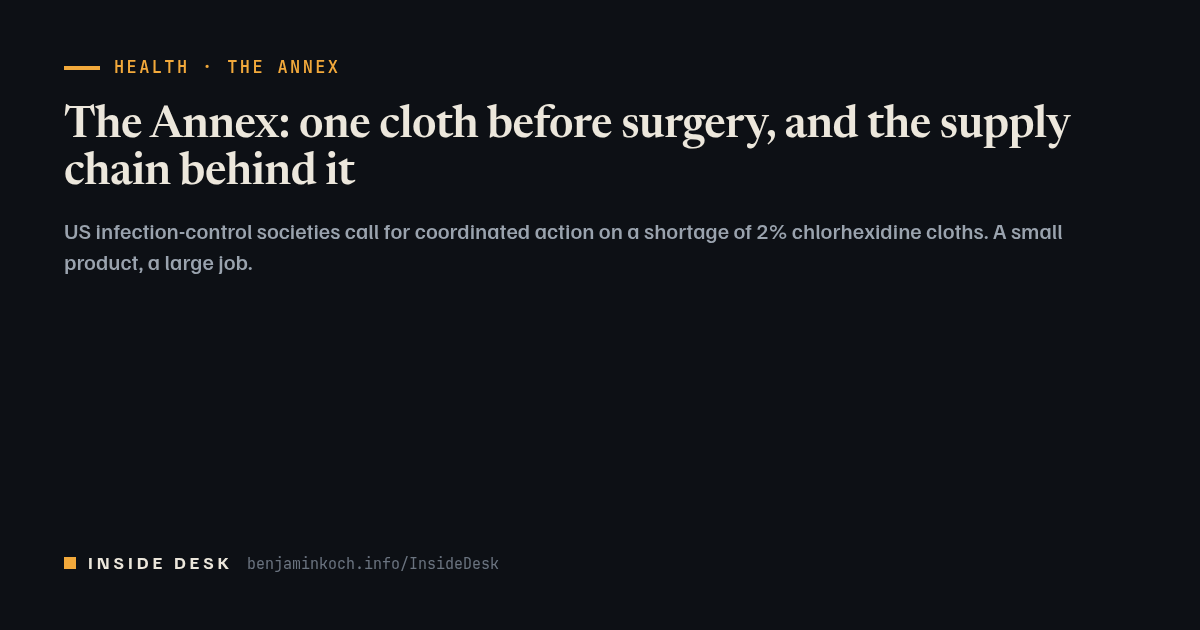 HEALTH · THE ANNEX
The Annex: one cloth before surgery, and the supply
chain behind it
US infection-control societies call for coordinated action on a shortage of 2% chlorhexidine cloths. A small
product, a large job.
INSIDE DESK benjaminkoch.info/InsideDesk